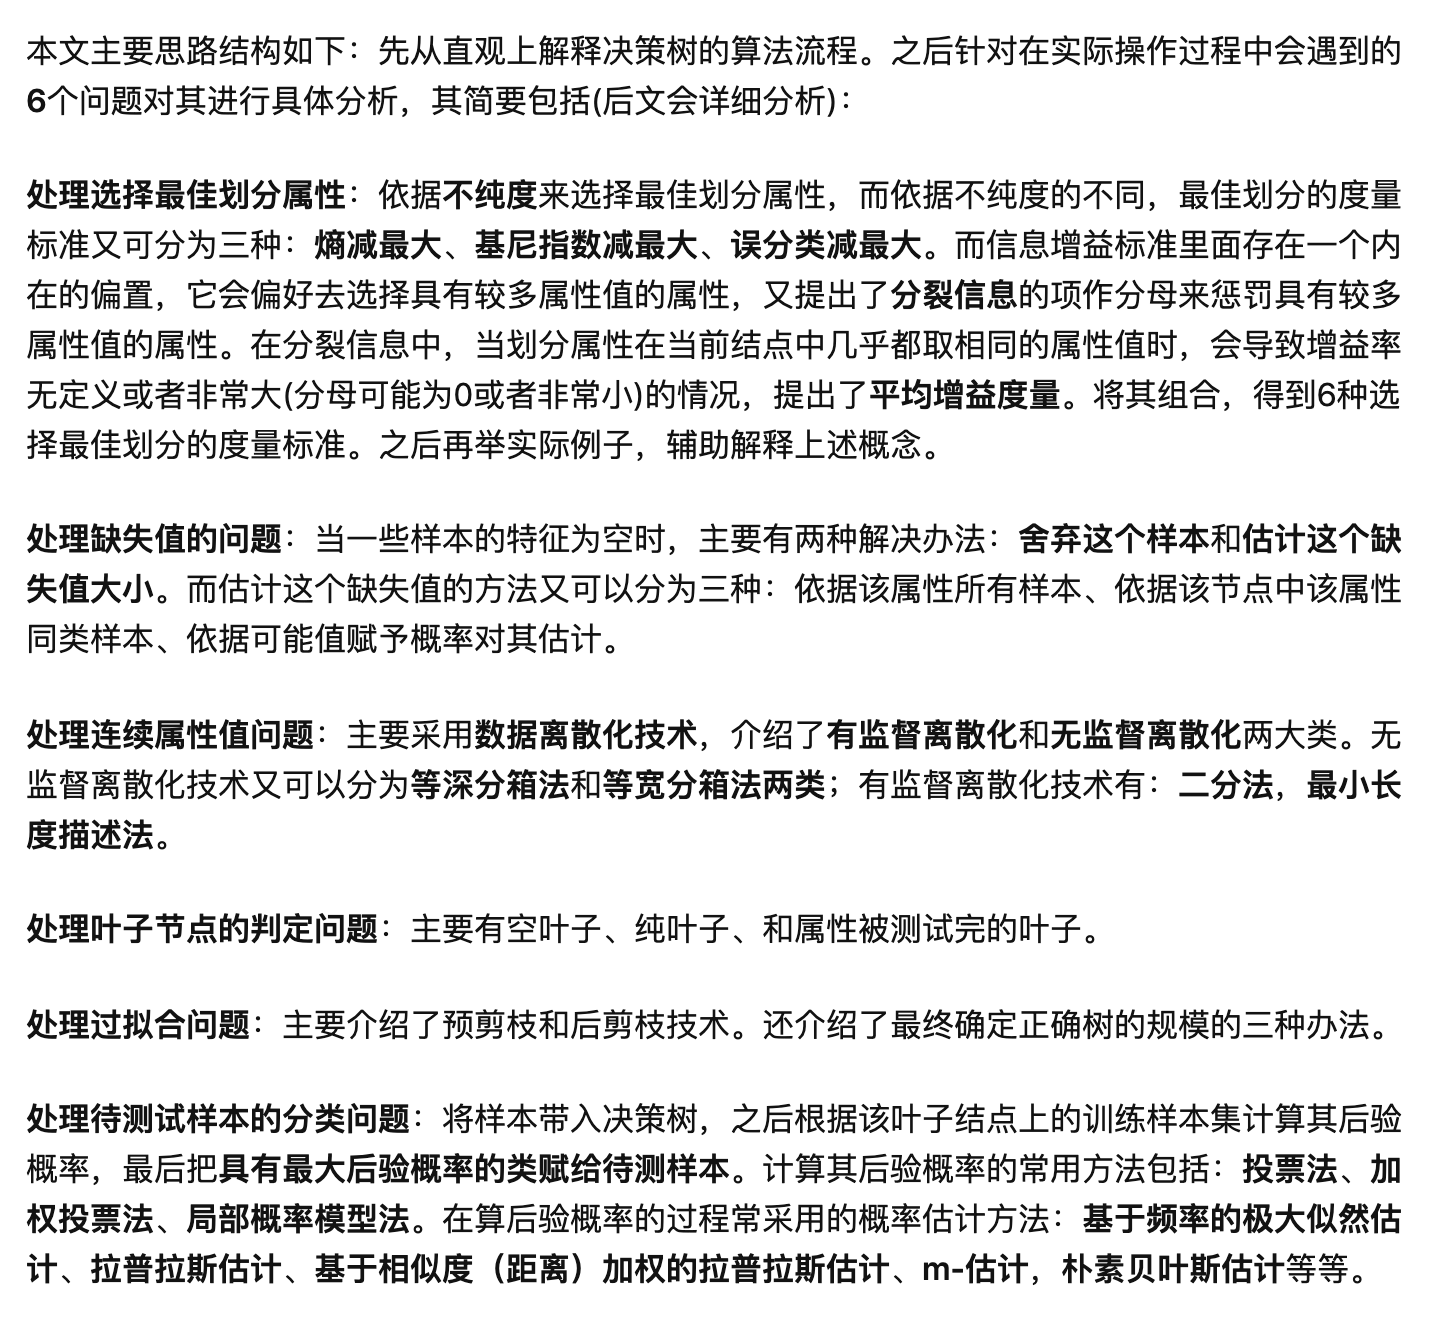 本文主要思路结构如下：先从直观上解释决策树的算法流程。之后针对在实际操作过程中会遇到的
6个问题对其进行具体分析，其简要包括(后文会详细分析)：
处理选择最佳划分属性：依据不纯度来选择最佳划分属性，而依据不纯度的不同，最佳划分的度量
标准又可分为三种：熵减最大、基尼指数减最大、误分类减最大。而信息增益标准里面存在一个内
在的偏置，它会偏好去选择具有较多属性值的属性，又提出了分裂信息的项作分母来惩罚具有较多
属性值的属性。在分裂信息中，当划分属性在当前结点中几乎都取相同的属性值时，会导致增益率
无定义或者非常大(分母可能为0或者非常小)的情况，提出了平均增益度量。将其组合，得到6种选
择最佳划分的度量标准。之后再举实际例子，辅助解释上述概念。
处理缺失值的问题：当一些样本的特征为空时，主要有两种解决办法：舍弃这个样本和估计这个缺
失值大小。而估计这个缺失值的方法又可以分为三种：依据该属性所有样本、依据该节点中该属性
同类样本、依据可能值赋予概率对其估计。
处理连续属性值问题：主要采用数据离散化技术，介绍了有监督离散化和无监督离散化两大类。无
监督离散化技术又可以分为等深分箱法和等宽分箱法两类；有监督离散化技术有：二分法，最小长
度描述法。
处理叶子节点的判定问题：主要有空叶子、纯叶子、和属性被测试完的叶子。
处理过拟合问题：主要介绍了预剪枝和后剪枝技术。还介绍了最终确定正确树的规模的三种办法。
处理待测试样本的分类问题：将样本带入决策树，之后根据该叶子结点上的训练样本集计算其后验
概率，最后把具有最大后验概率的类赋给待测样本。计算其后验概率的常用方法包括：投票法、加
权投票法、局部概率模型法。在算后验概率的过程常采用的概率估计方法：基于频率的极大似然估
计、拉普拉斯估计、基于相似度（距离）加权的拉普拉斯估计、m-估计，朴素贝叶斯估计等等。